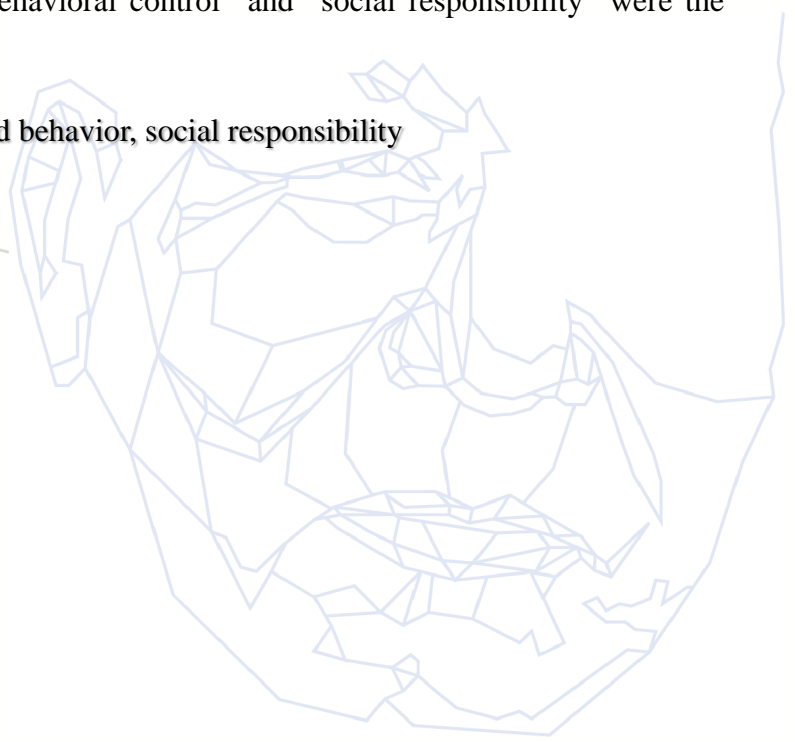 behavioral control" and "social responsibility" were the
d behavior, social responsibility